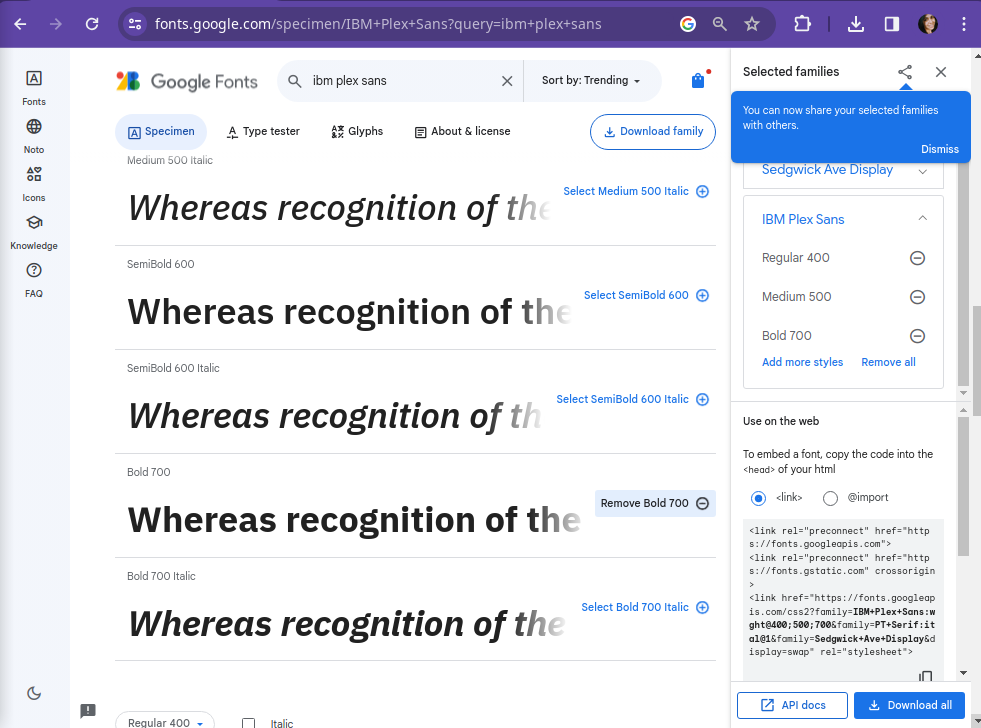 fonts.google.com/specimen/IBM+Plex+Sans?query=ibm+plex+sans
Fonts
Noto
Icons
Knowledge
FAQ
Google Fonts
ibm plex sans
Sort by: Trending
Specimen
Type tester
Glyphs
About & license
Download family
Medium 500 Italic
Select Medium 500 Italic
Whereas recognition of the
SemiBold 600
Select SemiBold 600
Whereas recognition of the
SemiBold 600 Italic
Select SemiBold 600 Italic
Whereas recognition of th
Bold 700
Remove Bold 700
Whereas recognition of the
Bold 700 Italic
Select Bold 700 Italic
Whereas recognition of the
Regular 400
Italic
Selected families
You can now share your selected families
with others.
Dismiss
Sedgwick Ave Display
IBM Plex Sans
Regular 400
Medium 500
Bold 700
Add more styles
Remove all
Use on the web
To embed a font, copy the code into the
<head> of your html
<link>
@import
<link rel="preconnect" href="http
s://fonts.googleapis.com">
<link rel="preconnect" href="http
s://fonts.gstatic.com" crossorigin
>
<link href="https://fonts.googleap
is.com/css2?family=IBM+Plex+Sans:w
ght@400;500;700&family=PT+Serif:it
al@1&family=Sedgwick+Ave+Display&d
isplay=swap" rel="stylesheet">
API docs
Download all